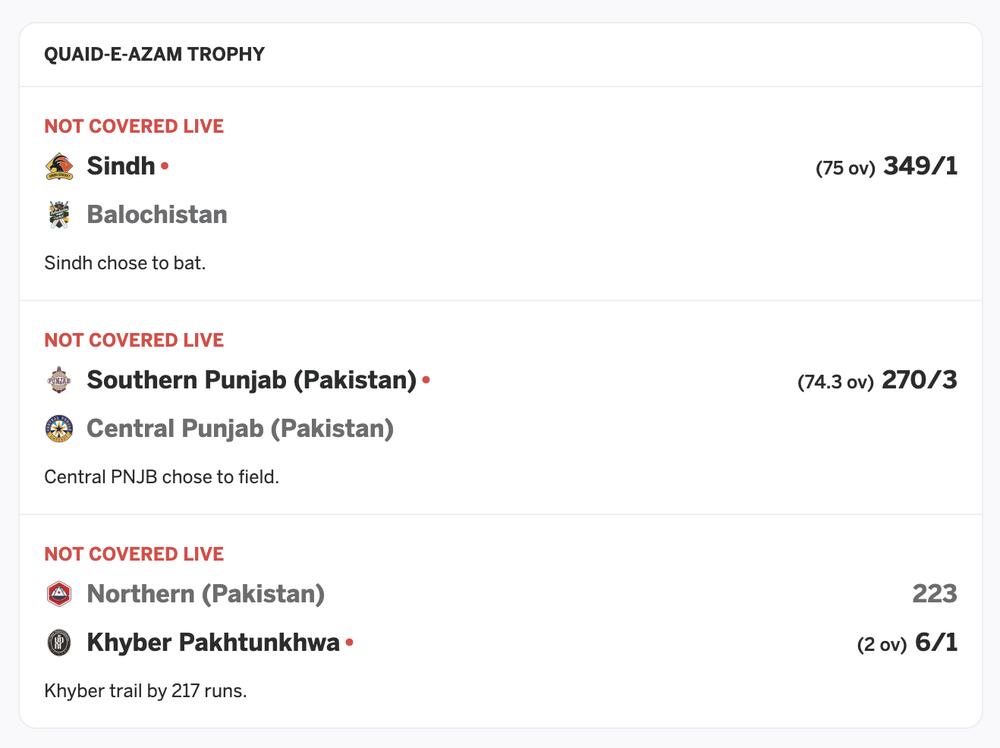 QUAID-E-AZAM TROPHY
NOT COVERED LIVE
Sindh (75 ov) 349/1
Balochistan
Sindh chose to bat.
NOT COVERED LIVE
Southern Punjab (Pakistan) (74.3 ov) 270/3
Central Punjab (Pakistan)
Central PNJB chose to field.
NOT COVERED LIVE
Northern (Pakistan) 223
Khyber Pakhtunkhwa (2 ov) 6/1
Khyber trail by 217 runs.